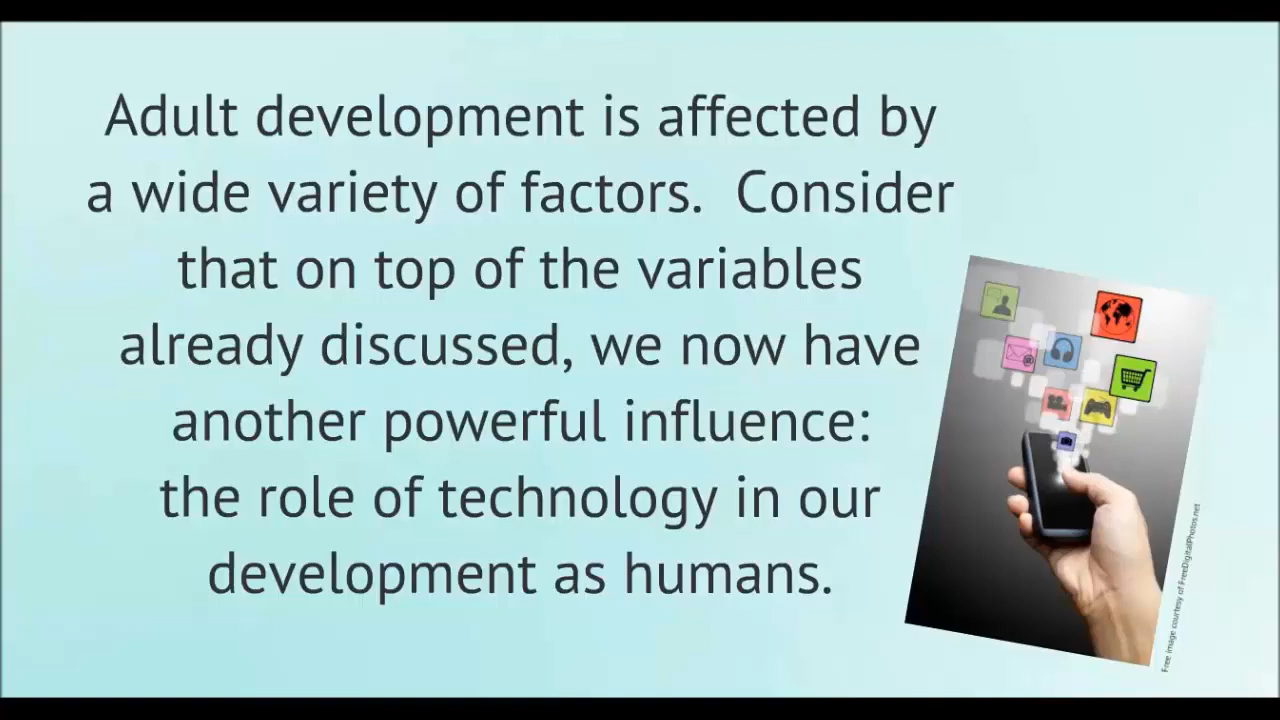 Adult development is affected by
a wide variety of factors.  Consider
that on top of the variables
already discussed, we now have
another powerful influence:
the role of technology in our
development as humans.
Free image courtesy of FreeDigitalPhotos.net